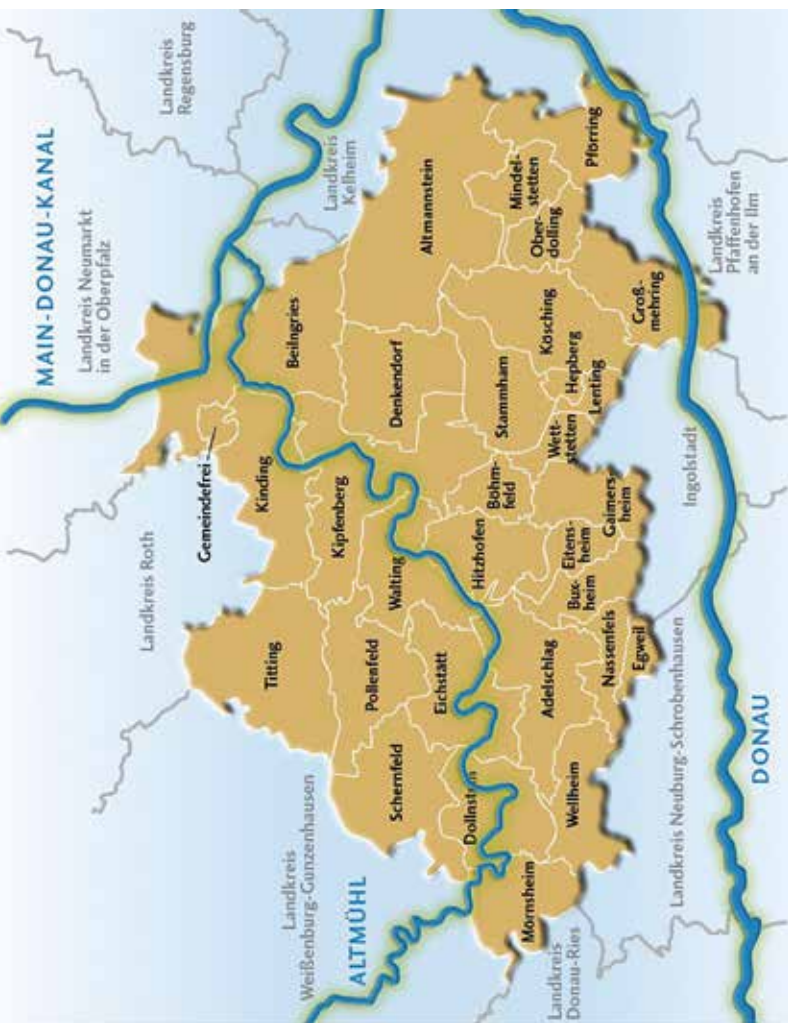 MAIN-DONAU-KANAL
Landkreis Neumarkt
in der Oberpfalz
Landkreis
Regensburg
Landkreis Roth
Landkreis
Kelheim
Landkreis
Weißenburg-Gunzenhausen
ALTMÜHL
Gemeindefrei
Kinding
Beilngries
Titting
Kipfenberg
Denkendorf
Altmannstein
Schernfeld
Pollenfeld
Walting
Eichstätt
Dollnstein
Mörnsheim
Wellheim
Adelschlag
Hitzhofen
Böhm-
feld
Stammham
Kösching
Ober-
dolling
Mindel-
stetten
Pförring
Wett-
stetten
Hepberg
Lenting
Groß-
mehring
Bux-
heim
Eitens-
heim
Gaimers-
heim
Nassenfels
Egweil
Ingolstadt
Landkreis
Donau-Ries
Landkreis Neuburg-Schrobenhausen
Landkreis
Pfaffenhofen
an der Ilm
DONAU